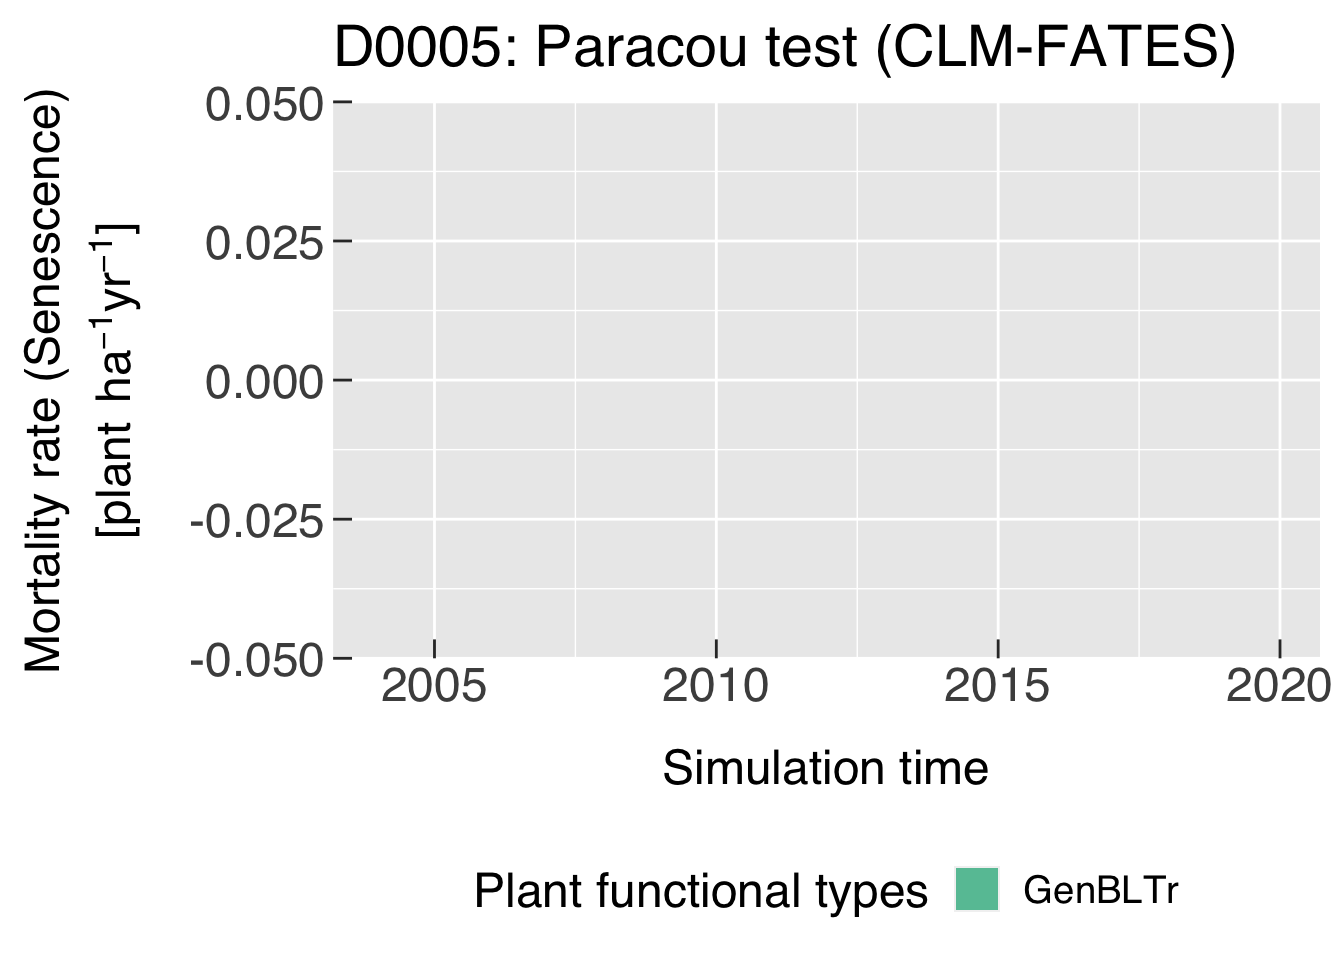 D0005: Paracou test (CLM-FATES)
Mortality rate (Senescence)
[plant ha⁻¹yr⁻¹]
0.050
0.025
0.000
-0.025
-0.050
2005 2010 2015 2020
Simulation time
Plant functional types GenBLTr